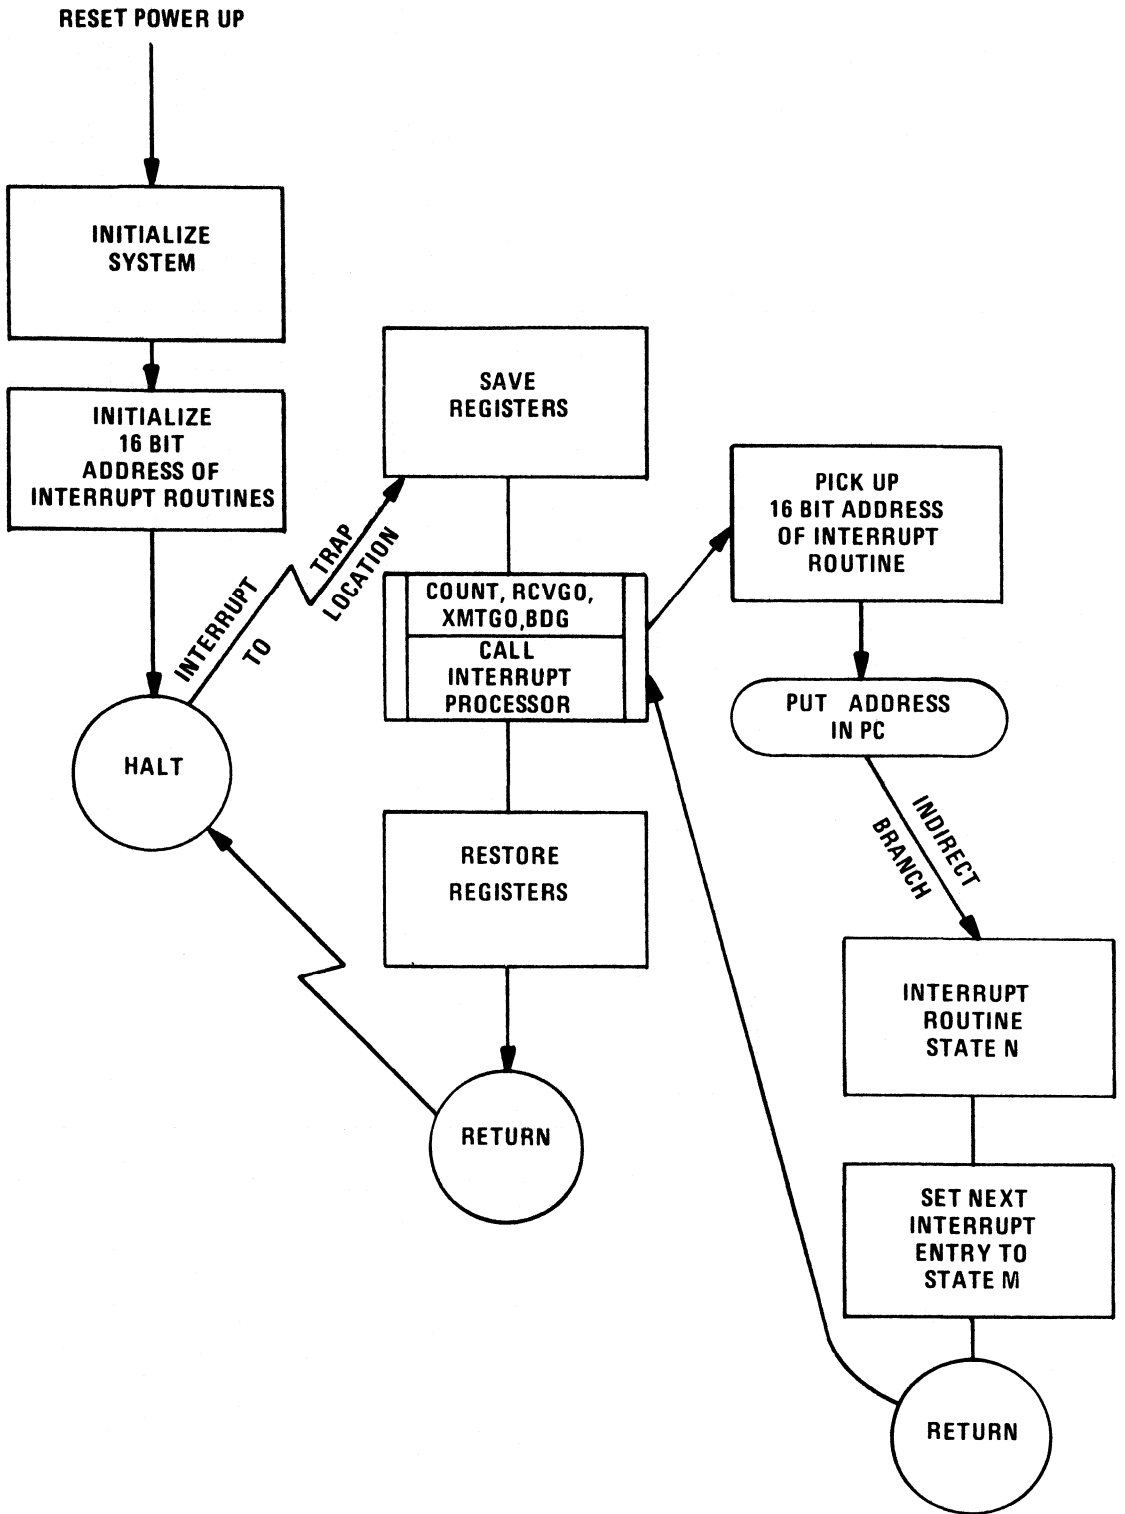 RESET POWER UP
INITIALIZE
SYSTEM
INITIALIZE
16 BIT
ADDRESS OF
INTERRUPT ROUTINES
HALT
INTERRUPT
TO
TRAP
LOCATION
SAVE
REGISTERS
COUNT, RCVGO,
XMTGO,BDG
CALL
INTERRUPT
PROCESSOR
RESTORE
REGISTERS
RETURN
PICK UP
16 BIT ADDRESS
OF INTERRUPT
ROUTINE
PUT ADDRESS
IN PC
INDIRECT
BRANCH
INTERRUPT
ROUTINE
STATE N
SET NEXT
INTERRUPT
ENTRY TO
STATE M
RETURN